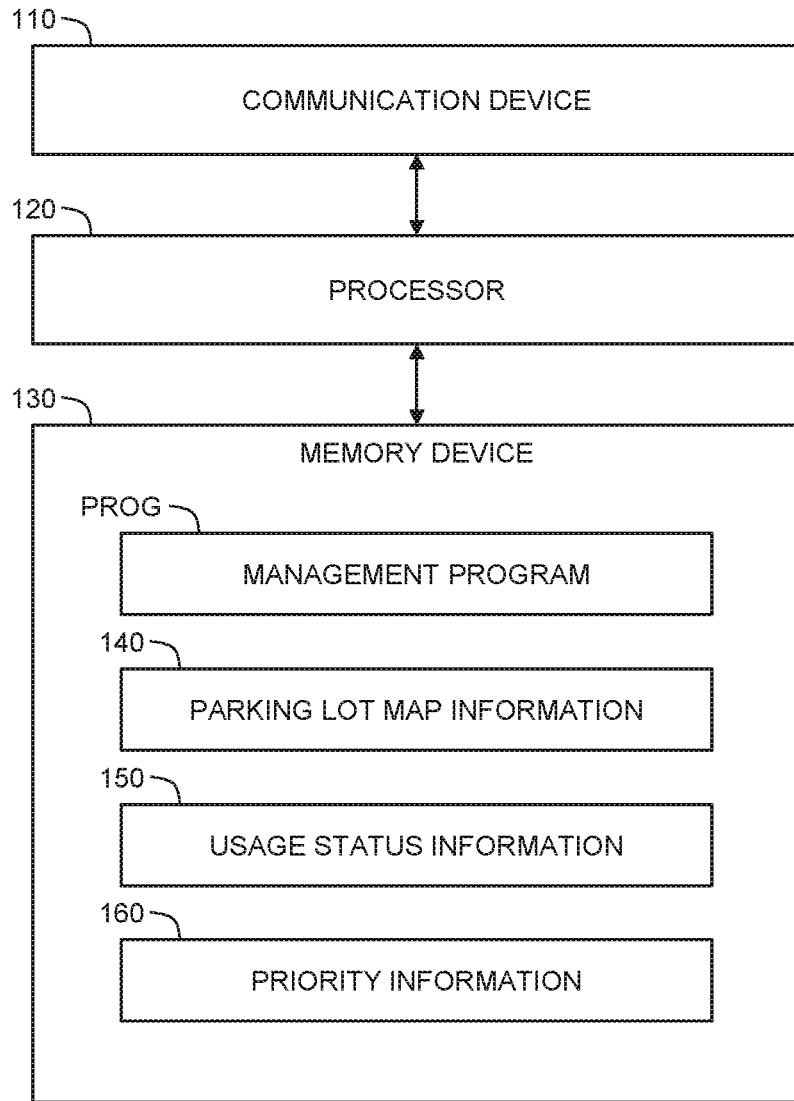 110
COMMUNICATION DEVICE
120
PROCESSOR
130
MEMORY DEVICE
PROG
MANAGEMENT PROGRAM
140
PARKING LOT MAP INFORMATION
150
USAGE STATUS INFORMATION
160
PRIORITY INFORMATION